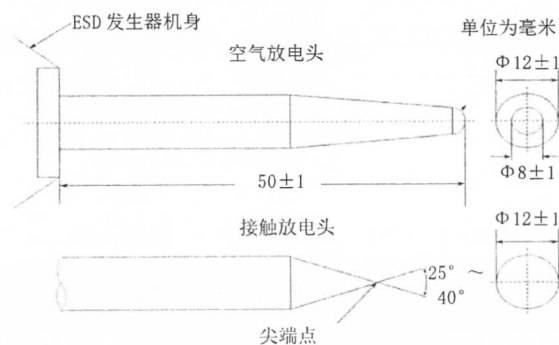 ESD 发生器机身
单位为毫米
空气放电头
Φ12±1
Φ8±1
50±1
接触放电头
Φ12±1
25° ~
40°
尖端点